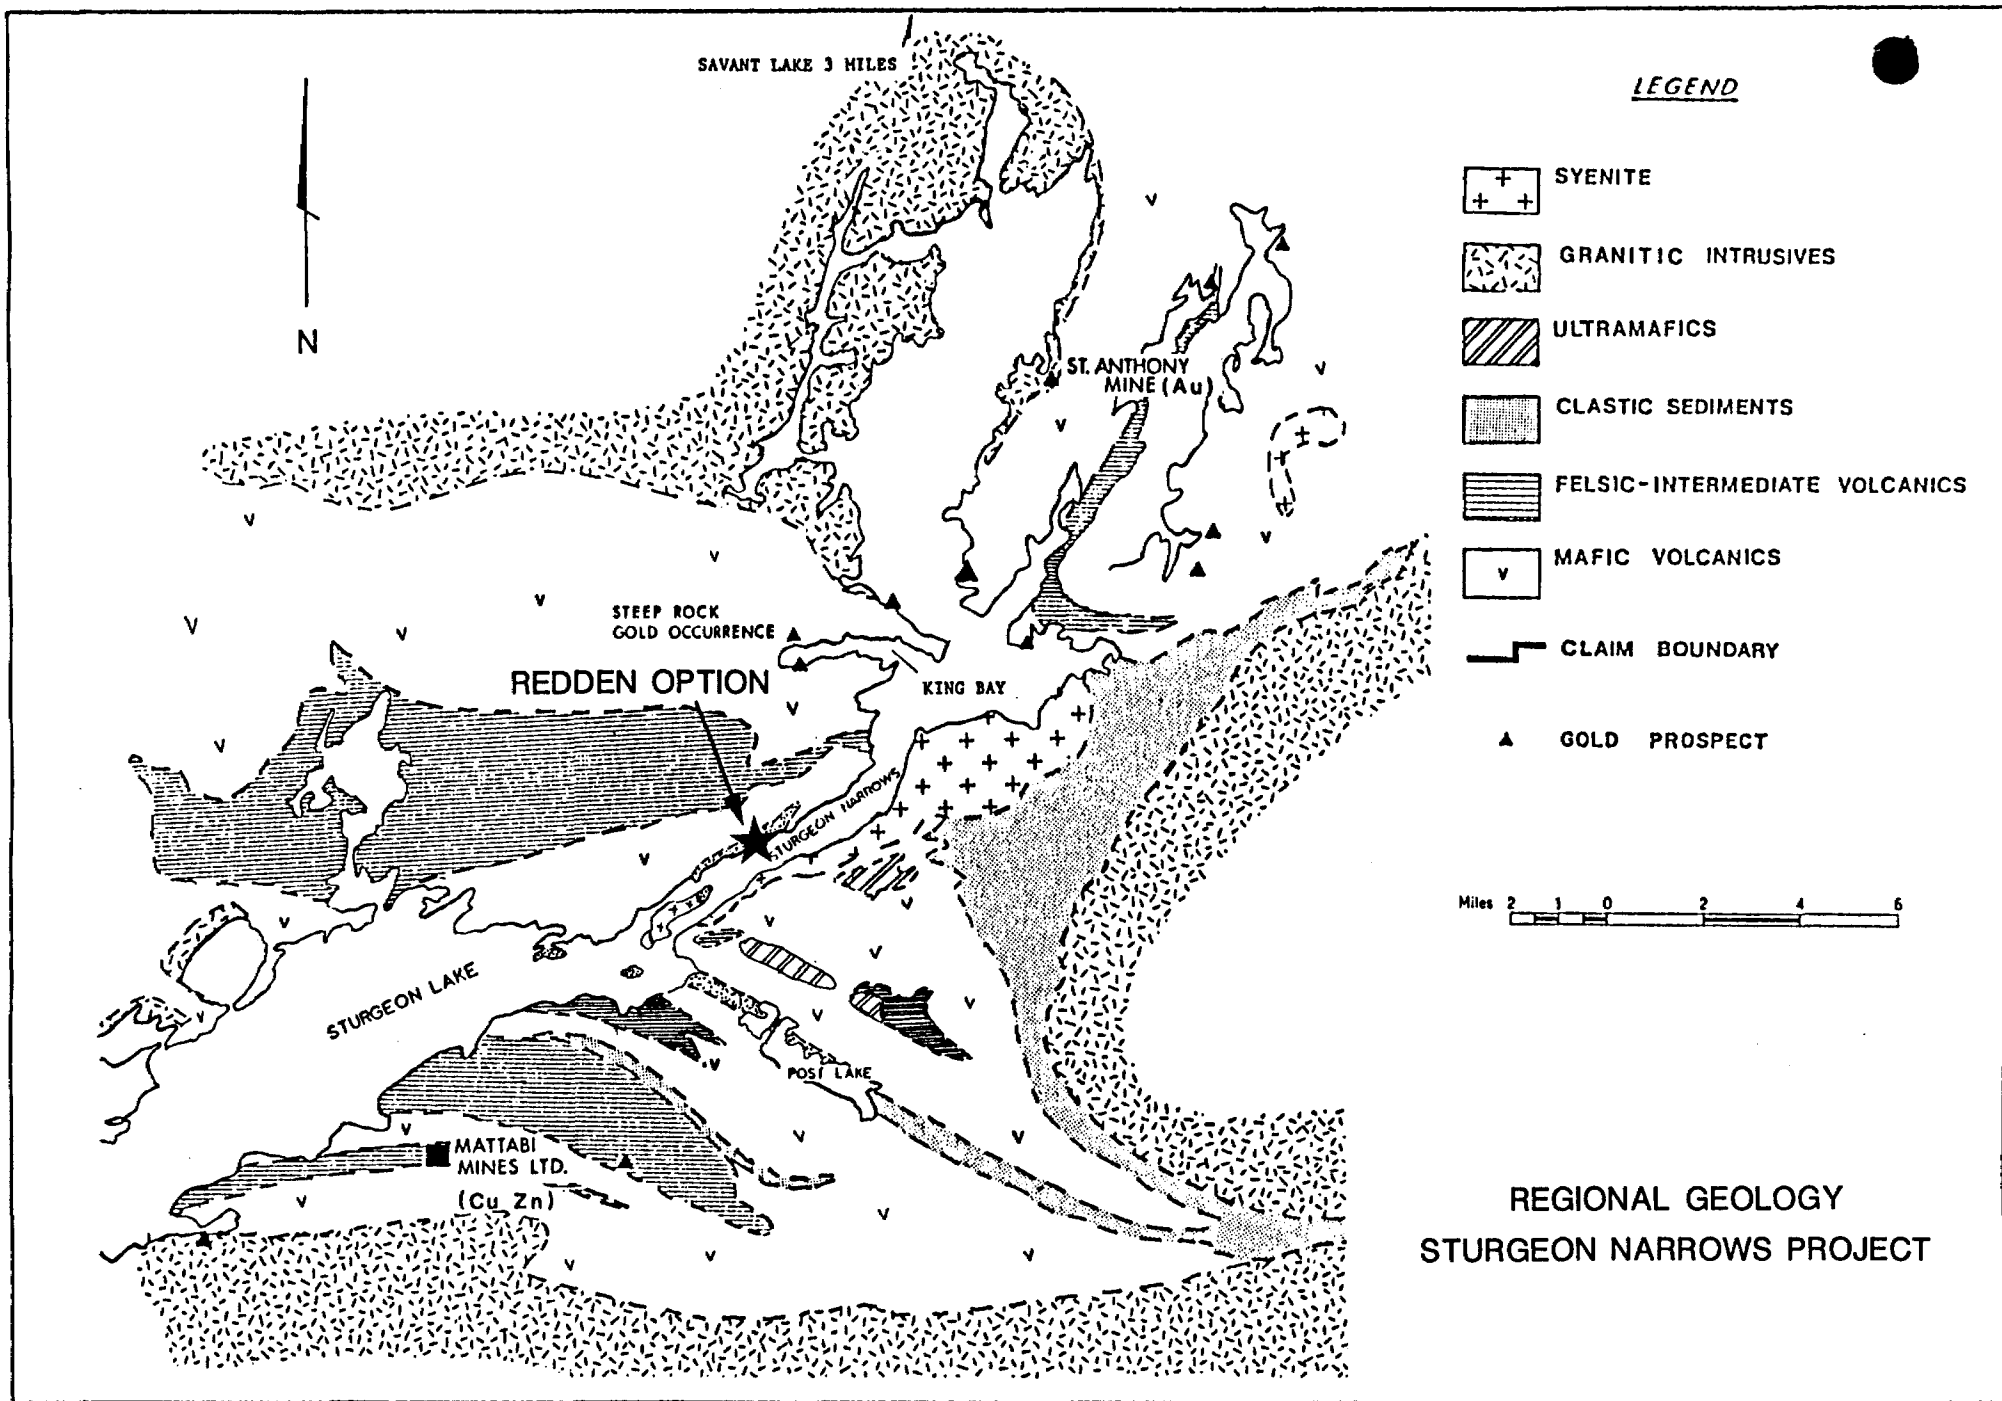 SAVANT LAKE 3 MILES
N
ST. ANTHONY
MINE (Au)
STEEP ROCK
GOLD OCCURRENCE
REDDEN OPTION
KING BAY
STURGEON NARROWS
STURGEON LAKE
POST LAKE
MATTABI
MINES LTD.
(Cu Zn)
LEGEND
SYENITE
GRANITIC INTRUSIVES
ULTRAMAFICS
CLASTIC SEDIMENTS
FELSIC-INTERMEDIATE VOLCANICS
v MAFIC VOLCANICS
CLAIM BOUNDARY
GOLD PROSPECT
Miles 2 1 0 2 4 6
REGIONAL GEOLOGY
STURGEON NARROWS PROJECT